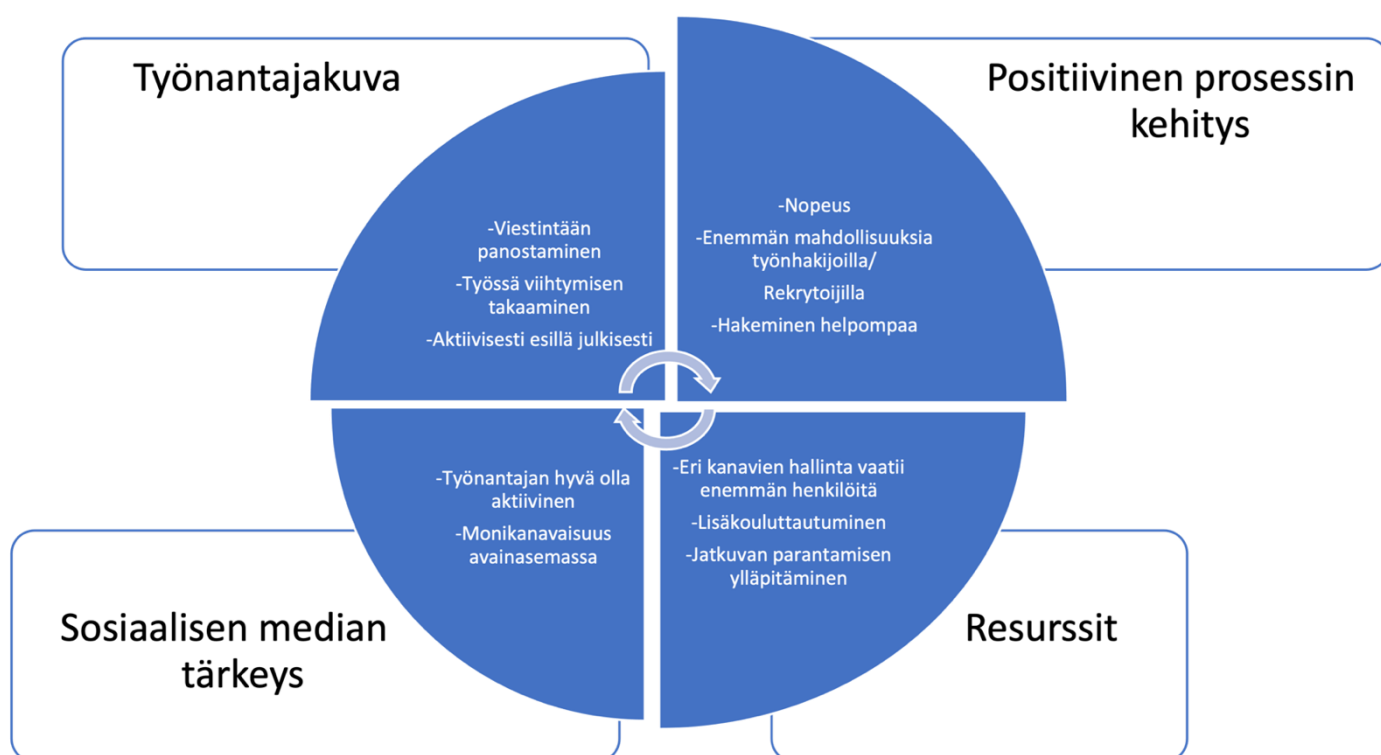 Työnantajakuva
-Viestintään
panostaminen
-Työssä viihtymisen
takaaminen
-Aktiivisesti esillä julkisesti
Positiivinen prosessin
kehitys
-Nopeus
-Enemmän mahdollisuuksia
työnhakijoilla/
Rekrytoijilla
-Hakeminen helpompaa
Sosiaalisen median
tärkeys
-Työnantajan hyvä olla
aktiivinen
-Monikanavaisuus
avainasemassa
-Eri kanavien hallinta vaatii
enemmän henkilöitä
-Lisäkouluttautuminen
-Jatkuvan parantamisen
ylläpitäminen
Resurssit